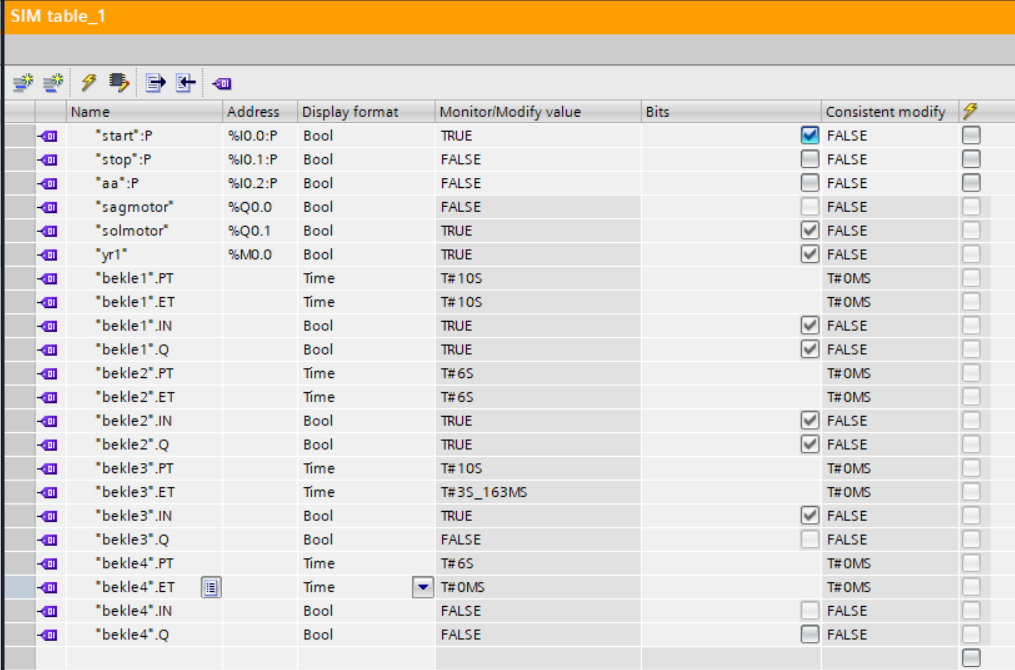 SIM table_1
Name Address Display format Monitor/Modify value Bits Consistent modify
"start":P %I0.0:P Bool TRUE FALSE
"stop":P %I0.1:P Bool FALSE FALSE
"aa":P %I0.2:P Bool FALSE FALSE
"sagmotor" %Q0.0 Bool FALSE FALSE
"solmotor" %Q0.1 Bool TRUE FALSE
"yr1" %M0.0 Bool TRUE FALSE
"bekle1".PT Time T#10S T#0MS
"bekle1".ET Time T#10S T#0MS
"bekle1".IN Bool TRUE FALSE
"bekle1".Q Bool TRUE FALSE
"bekle2".PT Time T#6S T#0MS
"bekle2".ET Time T#6S T#0MS
"bekle2".IN Bool TRUE FALSE
"bekle2".Q Bool TRUE FALSE
"bekle3".PT Time T#10S T#0MS
"bekle3".ET Time T#3S_163MS T#0MS
"bekle3".IN Bool TRUE FALSE
"bekle3".Q Bool FALSE FALSE
"bekle4".PT Time T#6S T#0MS
"bekle4".ET Time T#0MS T#0MS
"bekle4".IN Bool FALSE FALSE
"bekle4".Q Bool FALSE FALSE